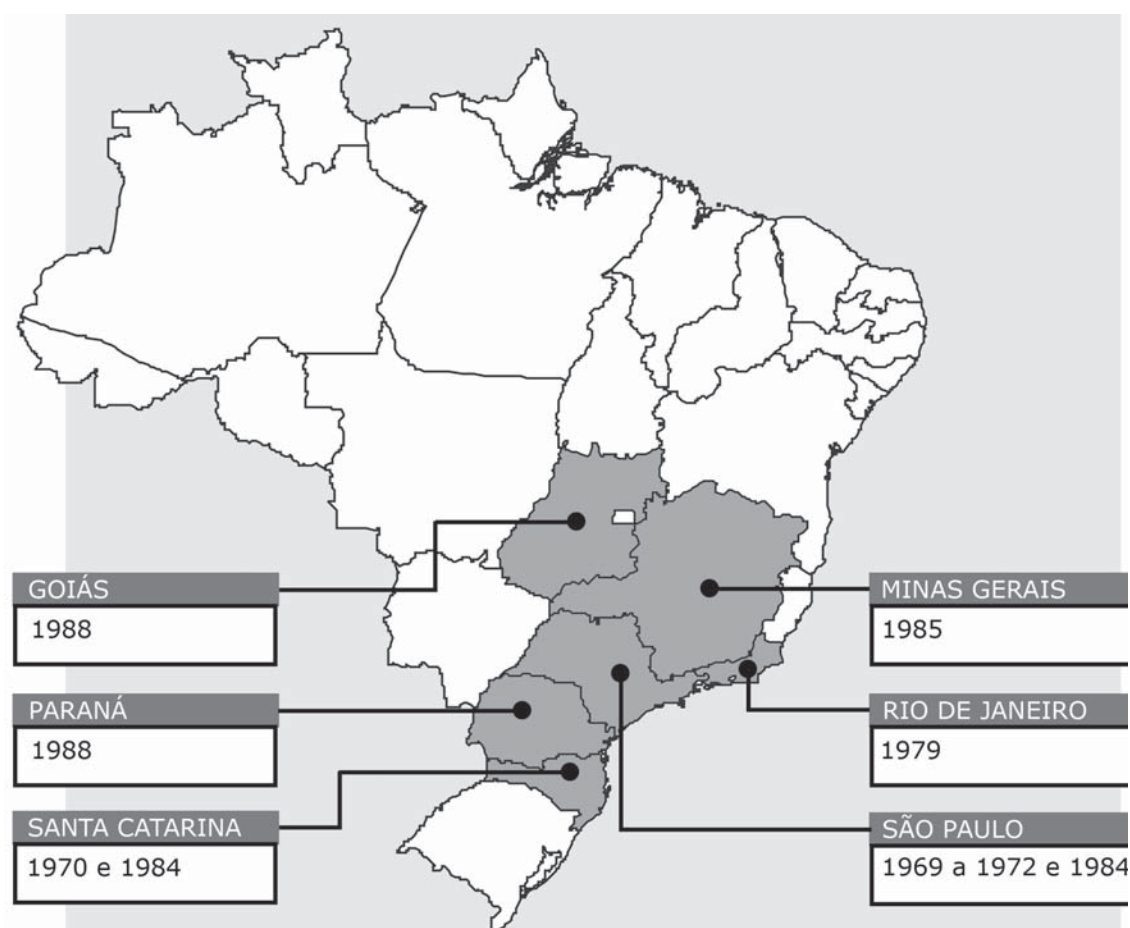 GOIÁS
1988
PARANÁ
1988
SANTA CATARINA
1970 e 1984
MINAS GERAIS
1985
RIO DE JANEIRO
1979
SÃO PAULO
1969 a 1972 e 1984